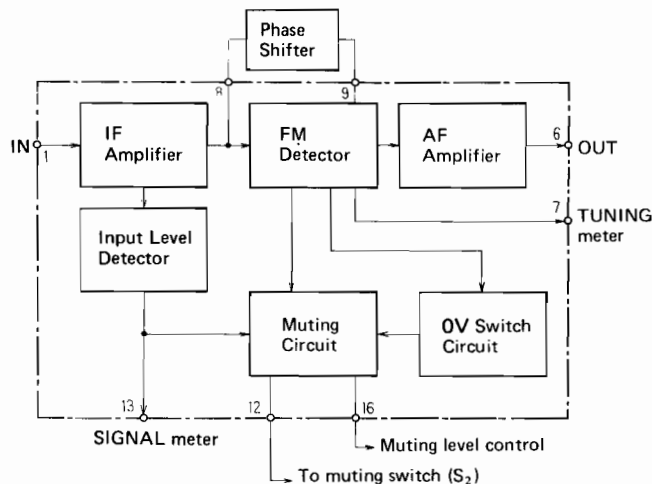 Phase
Shifter
8
9
IN
1
IF
Amplifier
FM
Detector
AF
Amplifier
6
OUT
7
TUNING
meter
Input Level
Detector
Muting
Circuit
0V Switch
Circuit
13
12
16
SIGNAL meter
Muting level control
To muting switch (S₂)